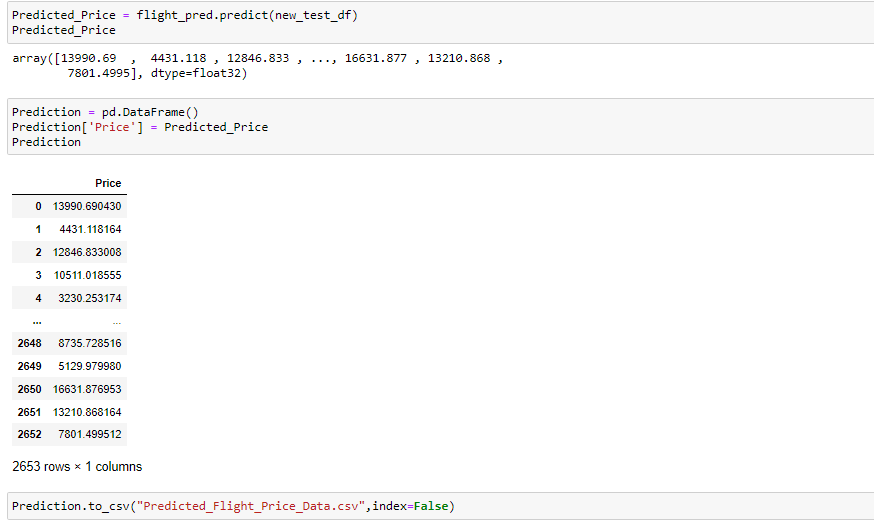 Predicted_Price = flight_pred.predict(new_test_df)
Predicted_Price
array([13990.69  ,  4431.118 , 12846.833 , ..., 16631.877 , 13210.868 ,
        7801.4995], dtype=float32)
Prediction = pd.DataFrame()
Prediction['Price'] = Predicted_Price
Prediction
Price
0 13990.690430
1 4431.118164
2 12846.833008
3 10511.018555
4 3230.253174
... ...
2648 8735.728516
2649 5129.979980
2650 16631.876953
2651 13210.868164
2652 7801.499512
2653 rows × 1 columns
Prediction.to_csv("Predicted_Flight_Price_Data.csv",index=False)